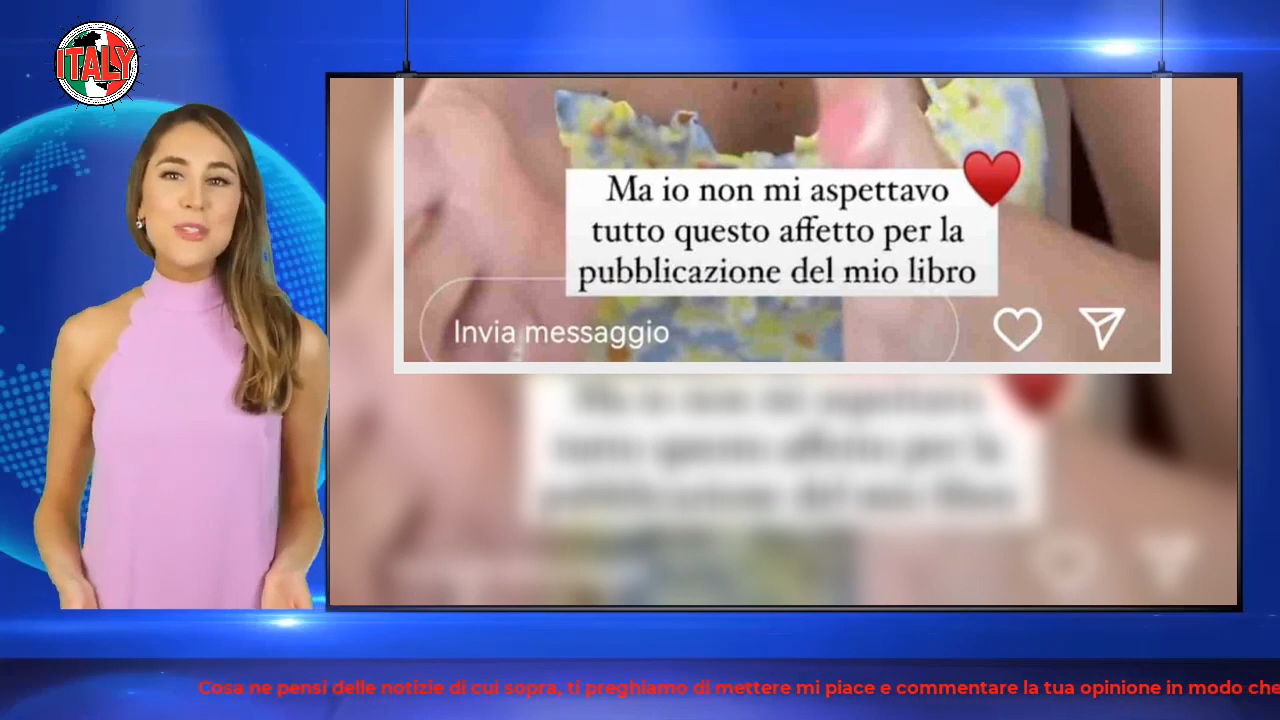 ITALY
Ma io non mi aspettavo
tutto questo affetto per la
pubblicazione del mio libro
Invia messaggio
Cosa ne pensi delle notizie di cui sopra, ti preghiamo di mettere mi piace e commentare la tua opinione in modo che